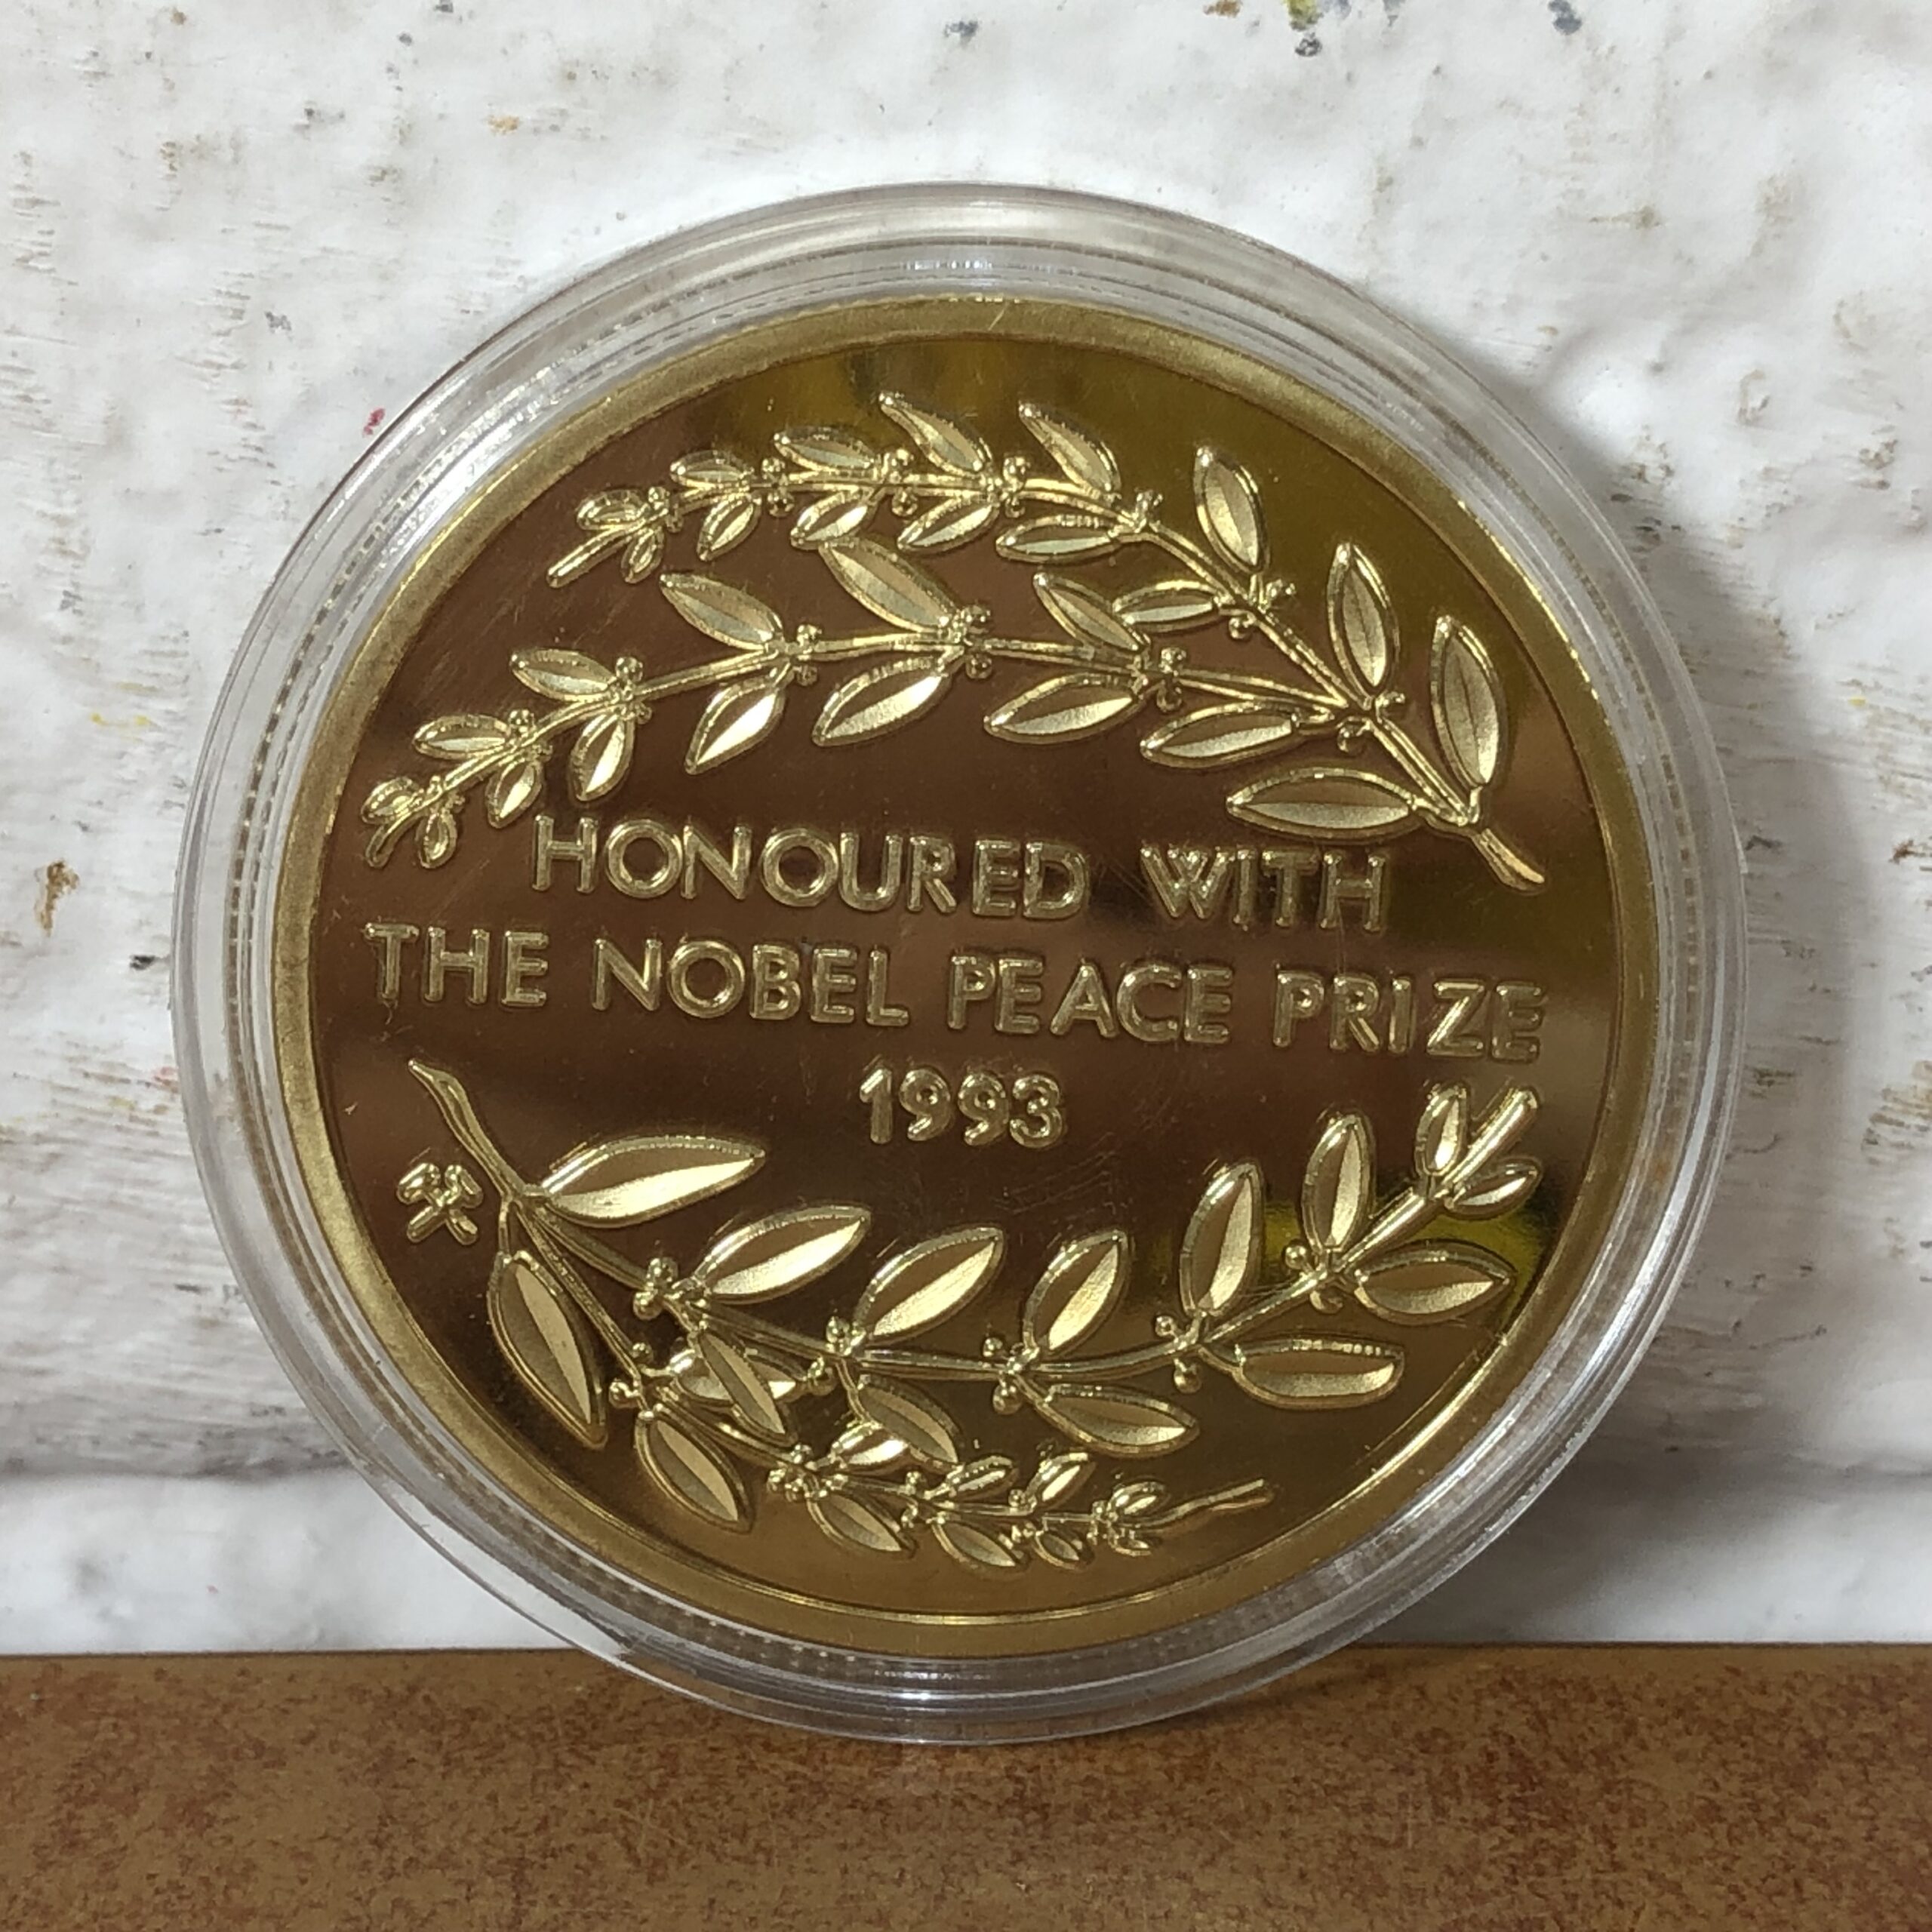 HONOURED WITH
THE NOBEL PEACE PRIZE
1993